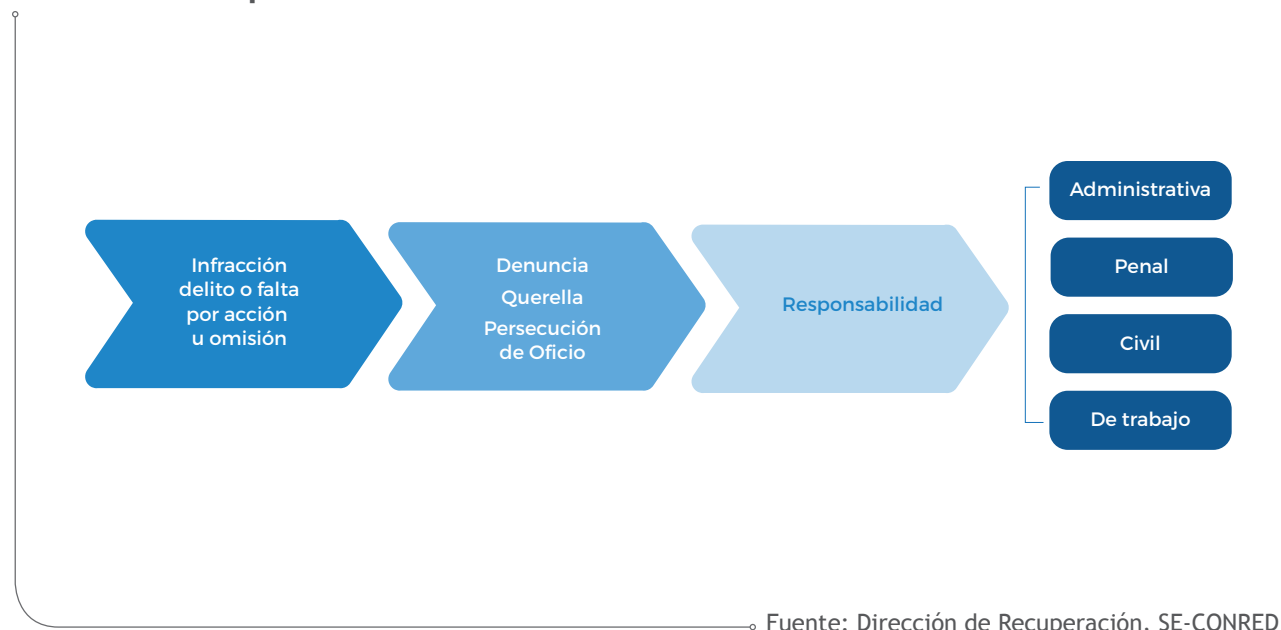 Infracción
delito o falta
por acción
u omisión
Denuncia
Querella
Persecución
de Oficio
Responsabilidad
Administrativa
Penal
Civil
De trabajo
Fuente: Dirección de Recuperación, SE-CONRED